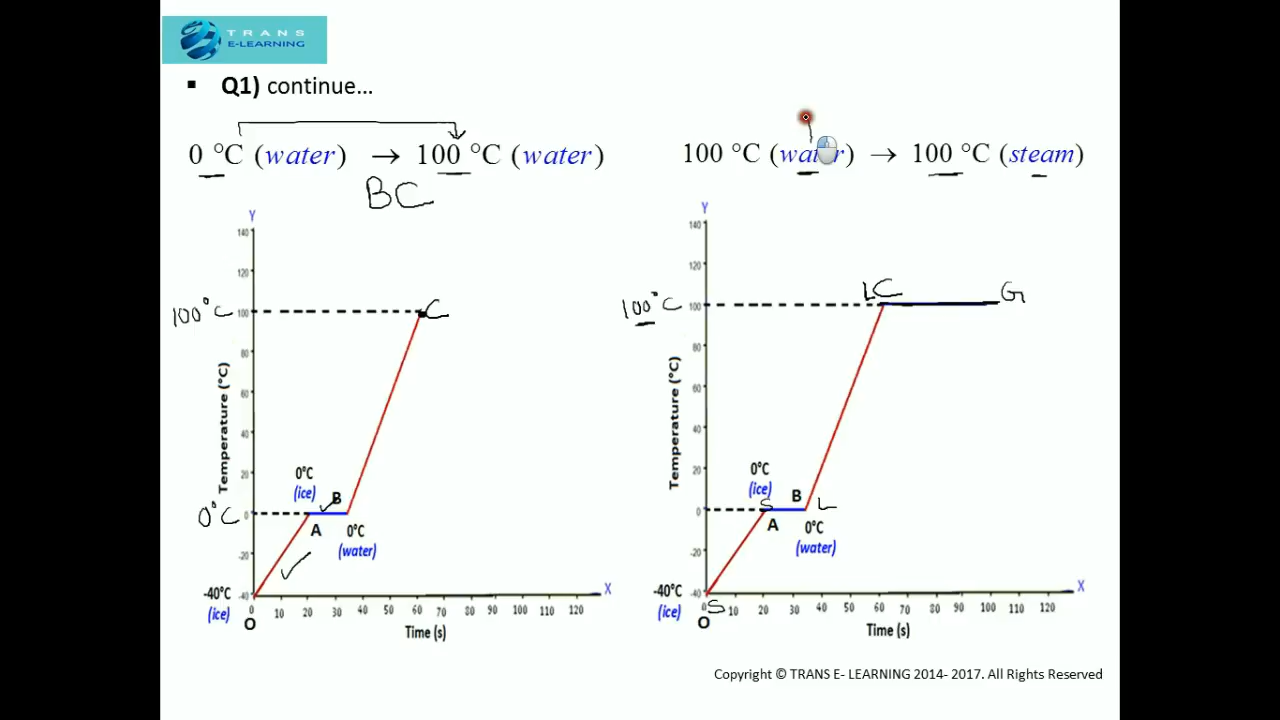 TRANS
E-LEARNING
Q1) continue...
0 °C (water) → 100 °C (water)
BC
Y
140
120
100°C
100
C
80
60
40
20
0°C
0
-20
-40
Temperature (°C)
0°C
(ice)
B
A
0°C
(water)
-40°C
(ice)
0 10 20 30 40 50 60 70 80 90 100 110 120
X
O
Time (s)
100 °C (water) → 100 °C (steam)
Y
140
120
100°C
100
LC
G
80
60
40
20
0
-20
-40
Temperature (°C)
0°C
(ice)
S
B
L
A
0°C
(water)
-40°C
(ice)
S
0 10 20 30 40 50 60 70 80 90 100 110 120
X
O
Time (s)
Copyright © TRANS E- LEARNING 2014- 2017. All Rights Reserved